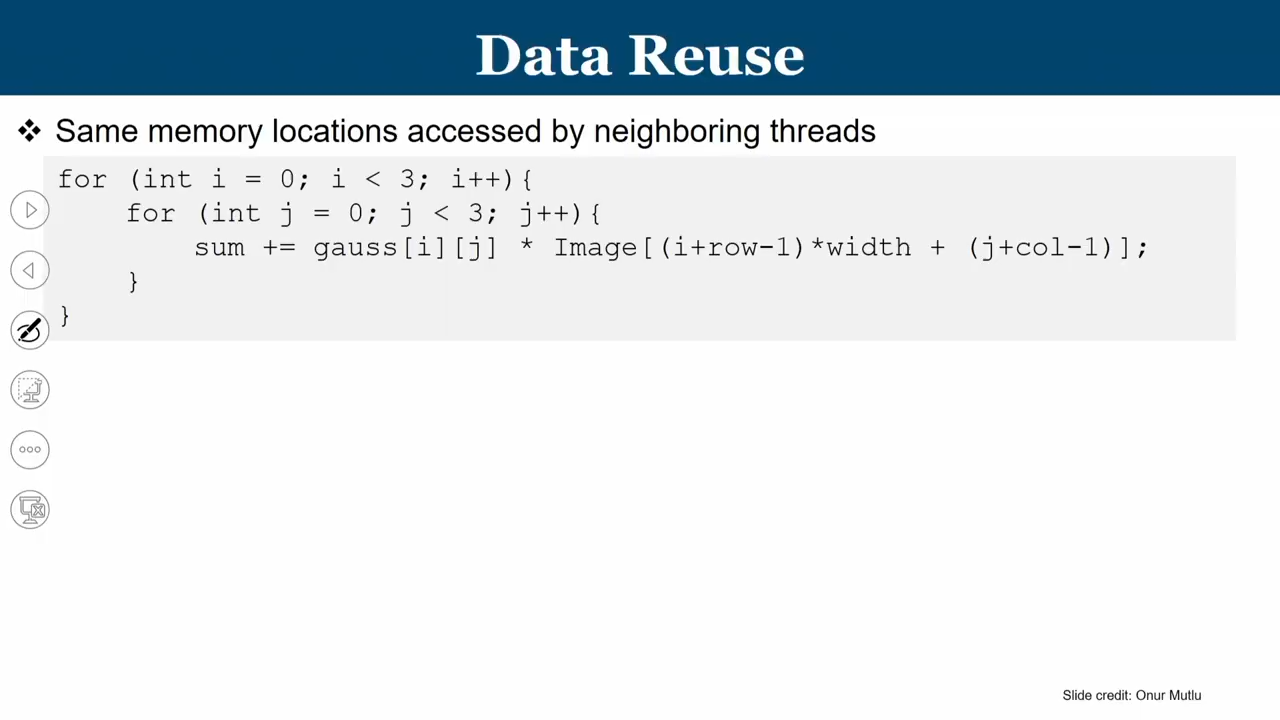 Data Reuse
❖ Same memory locations accessed by neighboring threads
for (int i = 0; i < 3; i++){
    for (int j = 0; j < 3; j++){
        sum += gauss[i][j] * Image[(i+row-1)*width + (j+col-1)];
    }
}
Slide credit: Onur Mutlu